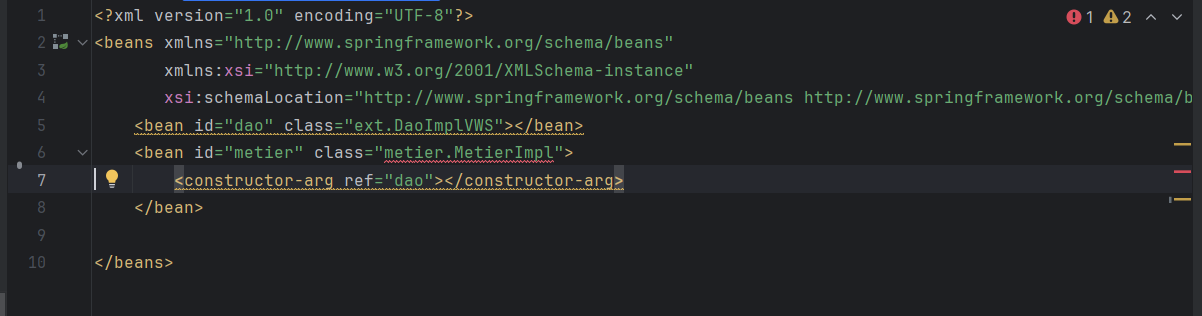 1 <?xml version="1.0" encoding="UTF-8"?>
2 <beans xmlns="http://www.springframework.org/schema/beans"
3 xmlns:xsi="http://www.w3.org/2001/XMLSchema-instance"
4 xsi:schemaLocation="http://www.springframework.org/schema/beans http://www.springframework.org/schema/b
5 <bean id="dao" class="ext.DaoImplVWS"></bean>
6 <bean id="metier" class="metier.MetierImpl">
7 <constructor-arg ref="dao"></constructor-arg>
8 </bean>
9
10 </beans>
1 2